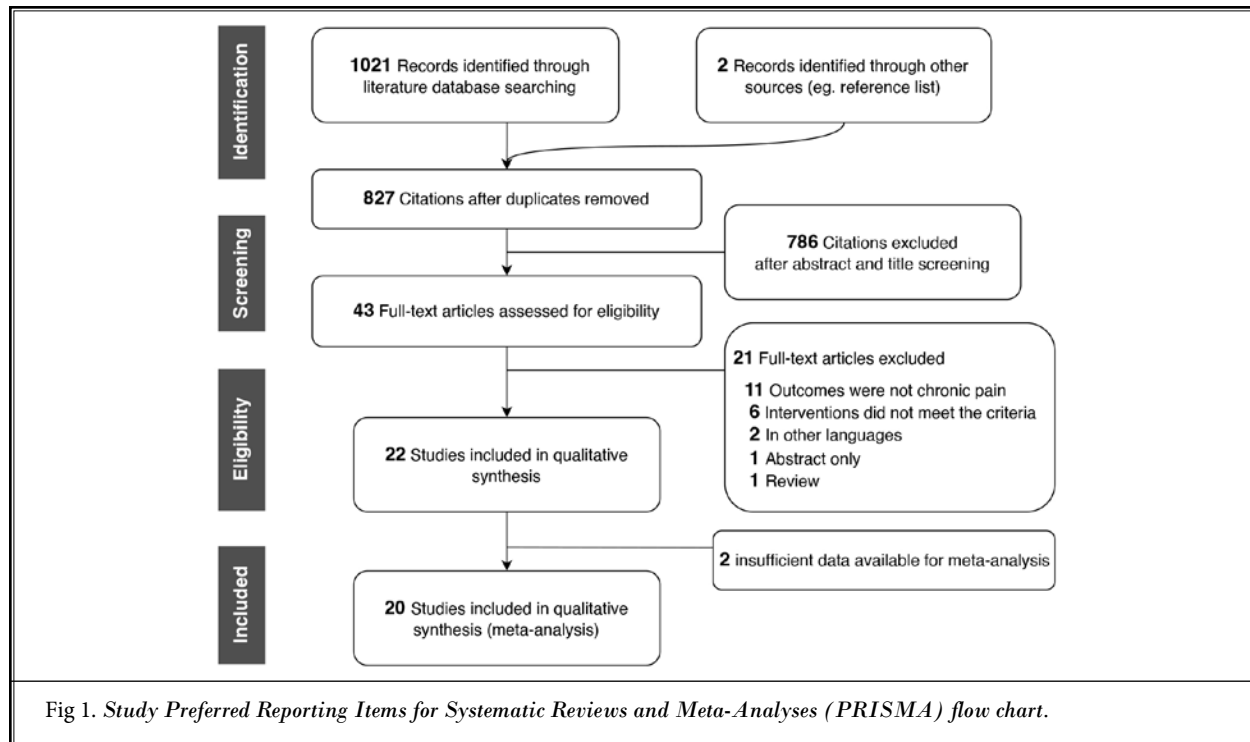 Identification
1021 Records identified through
literature database searching
2 Records identified through other
sources (eg. reference list)
827 Citations after duplicates removed
Screening
786 Citations excluded
after abstract and title screening
43 Full-text articles assessed for eligibility
Eligibility
21 Full-text articles excluded
11 Outcomes were not chronic pain
6 Interventions did not meet the criteria
2 In other languages
1 Abstract only
1 Review
22 Studies included in qualitative
synthesis
Included
2 insufficient data available for meta-analysis
20 Studies included in qualitative
synthesis (meta-analysis)
Fig 1. Study Preferred Reporting Items for Systematic Reviews and Meta-Analyses (PRISMA) flow chart.